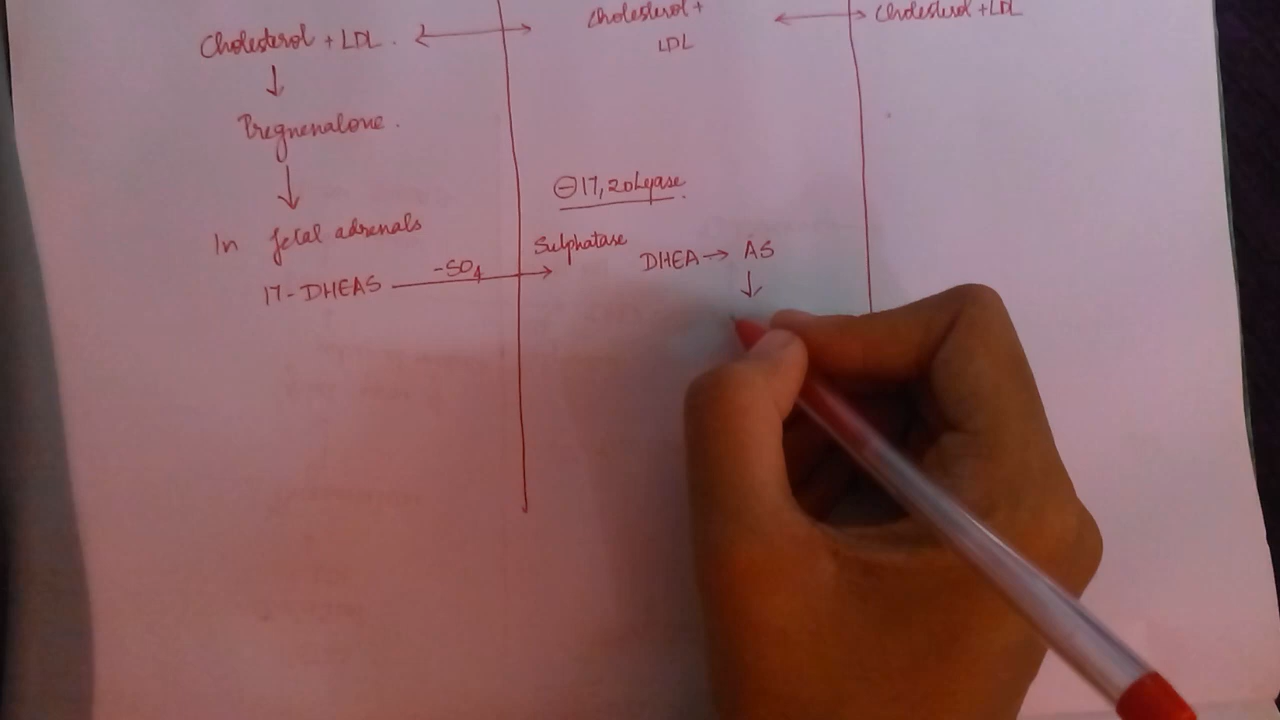 Cholesterol + LDL.
Cholesterol +
LDL
Cholesterol + LDL
Pregnenalone.
⊖17,20Lyase.
In fetal adrenals
Sulphatase
DHEA → AS
17-DHEAS
-SO4